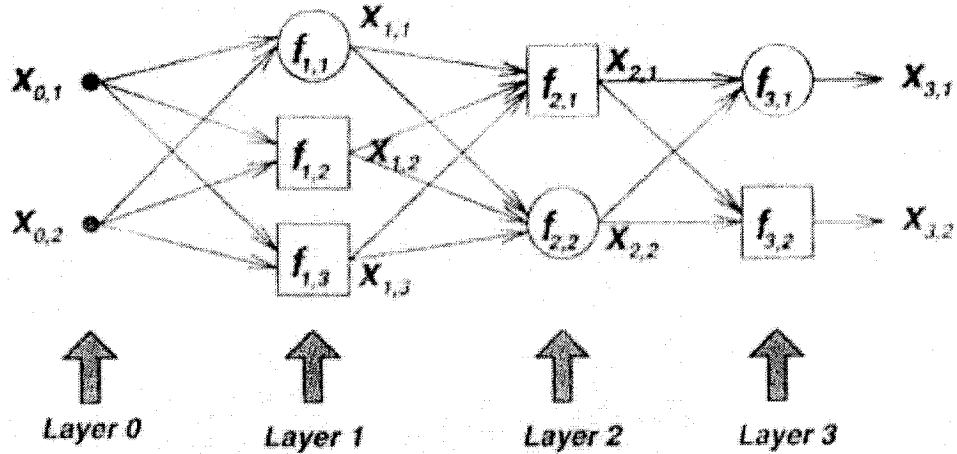 X0,1
X0,2
f1,1
f1,2
f1,3
X1,1
X1,2
X1,3
f2,1
f2,2
X2,1
X2,2
f3,1
f3,2
X3,1
X3,2
Layer 0
Layer 1
Layer 2
Layer 3